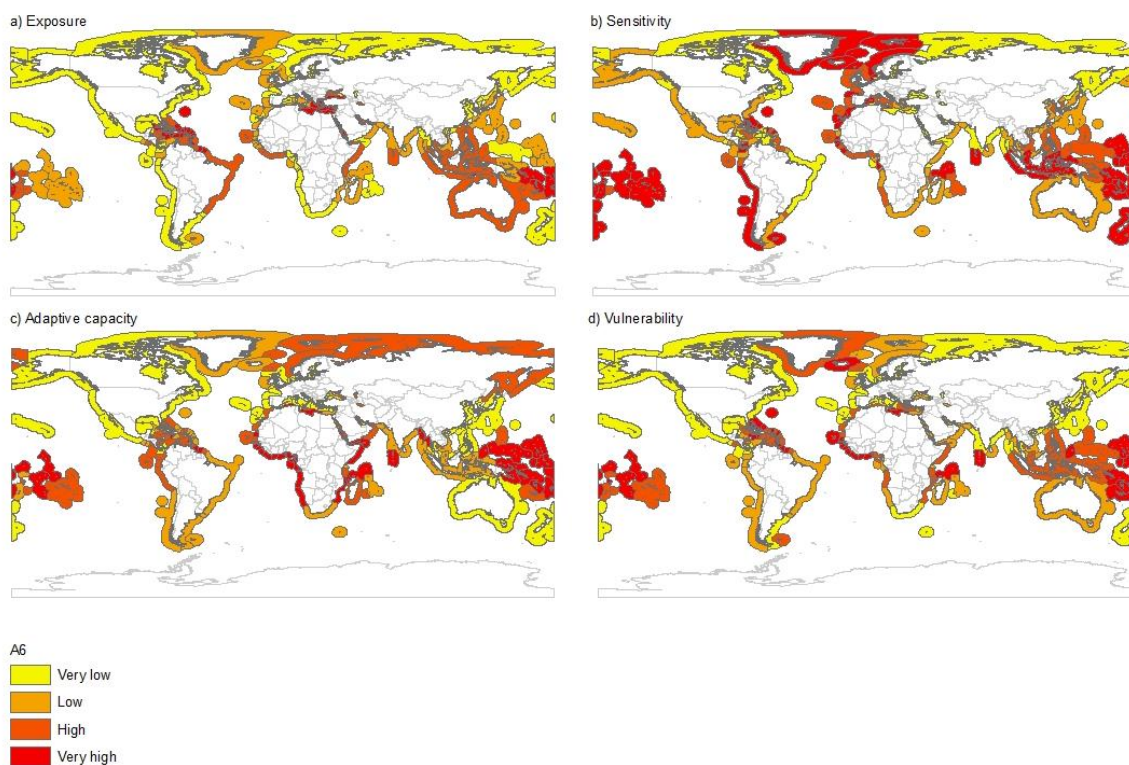 a) Exposure
b) Sensitivity
c) Adaptive capacity
d) Vulnerability
A6
Very low
Low
High
Very high